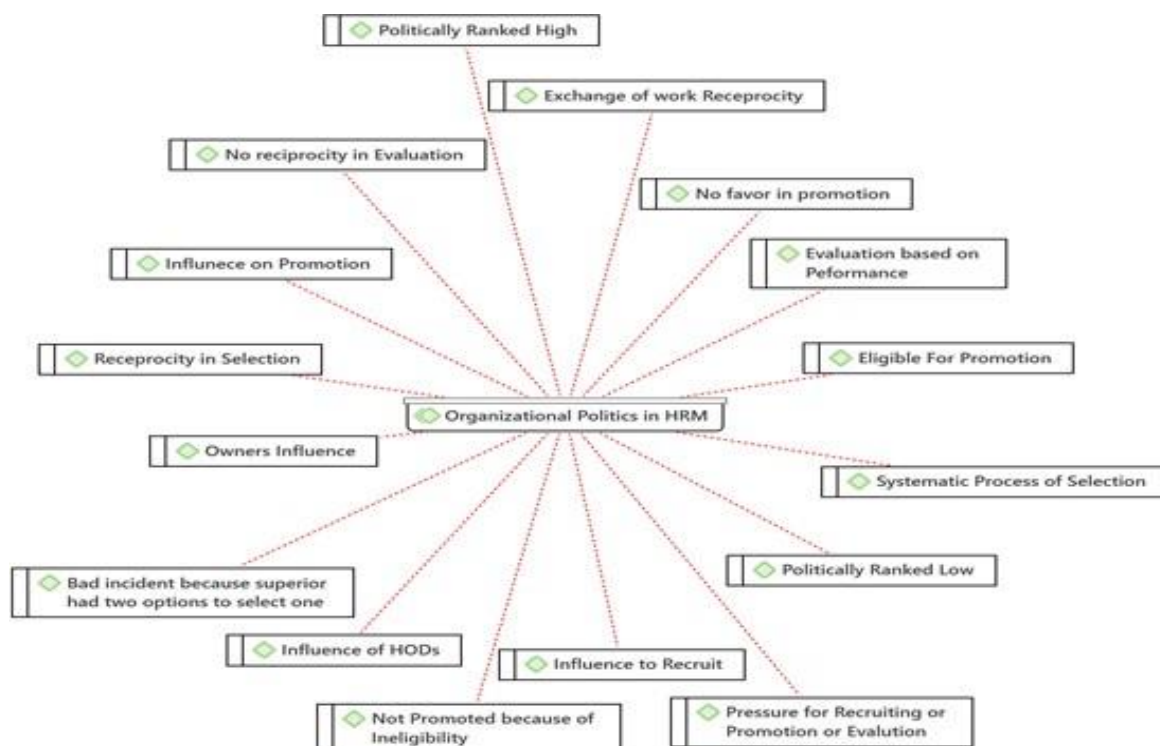 Politically Ranked High
Exchange of work Receprocity
No reciprocity in Evaluation
No favor in promotion
Evaluation based on
Peformance
Influnece on Promotion
Receprocity in Selection
Eligible For Promotion
Organizational Politics in HRM
Owners Influence
Systematic Process of Selection
Politically Ranked Low
Bad incident because superior
had two options to select one
Influence of HODs
Influence to Recruit
Not Promoted because of
Ineligibility
Pressure for Recruiting or
Promotion or Evalution